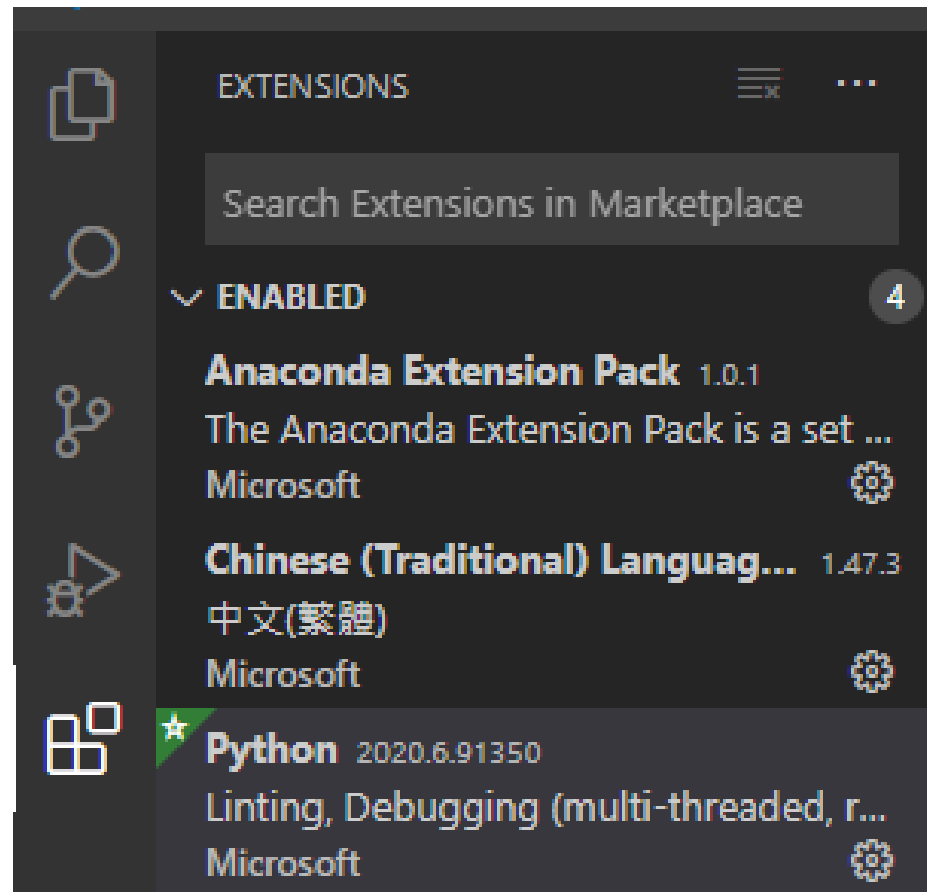 EXTENSIONS
Search Extensions in Marketplace
ENABLED 4
Anaconda Extension Pack 1.0.1
The Anaconda Extension Pack is a set ...
Microsoft
Chinese (Traditional) Languag... 1.47.3
中文(繁體)
Microsoft
Python 2020.6.91350
Linting, Debugging (multi-threaded, r...
Microsoft